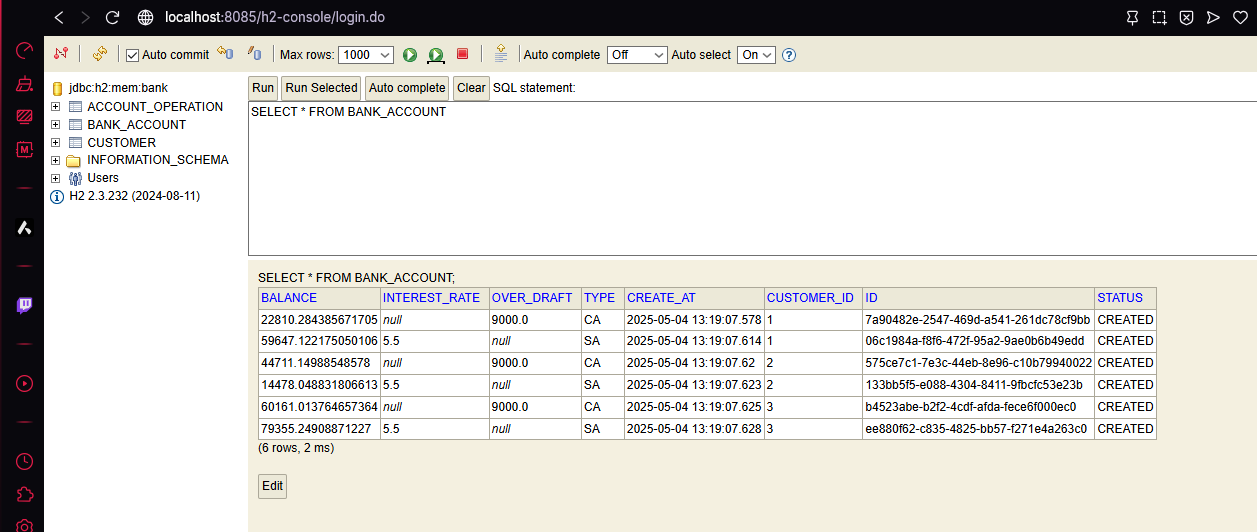 localhost:8085/h2-console/login.do
Auto commit Max rows: 1000 Auto complete Off Auto select On ?
jdbc:h2:mem:bank
ACCOUNT_OPERATION
BANK_ACCOUNT
CUSTOMER
INFORMATION_SCHEMA
Users
H2 2.3.232 (2024-08-11)
Run Run Selected Auto complete Clear SQL statement:
SELECT * FROM BANK_ACCOUNT
SELECT * FROM BANK_ACCOUNT;
BALANCE INTEREST_RATE OVER_DRAFT TYPE CREATE_AT CUSTOMER_ID ID STATUS
22810.284385671705 null 9000.0 CA 2025-05-04 13:19:07.578 1 7a90482e-2547-469d-a541-261dc78cf9bb CREATED
59647.122175050106 5.5 null SA 2025-05-04 13:19:07.614 1 06c1984a-f8f6-472f-95a2-9ae0b6b49edd CREATED
44711.14988548578 null 9000.0 CA 2025-05-04 13:19:07.62 2 575ce7c1-7e3c-44eb-8e96-c10b79940022 CREATED
14478.048831806613 5.5 null SA 2025-05-04 13:19:07.623 2 133bb5f5-e088-4304-8411-9fbcfc53e23b CREATED
60161.013764657364 null 9000.0 CA 2025-05-04 13:19:07.625 3 b4523abe-b2f2-4cdf-afda-fece6f000ec0 CREATED
79355.24908871227 5.5 null SA 2025-05-04 13:19:07.628 3 ee880f62-c835-4825-bb57-f271e4a263c0 CREATED
(6 rows, 2 ms)
Edit